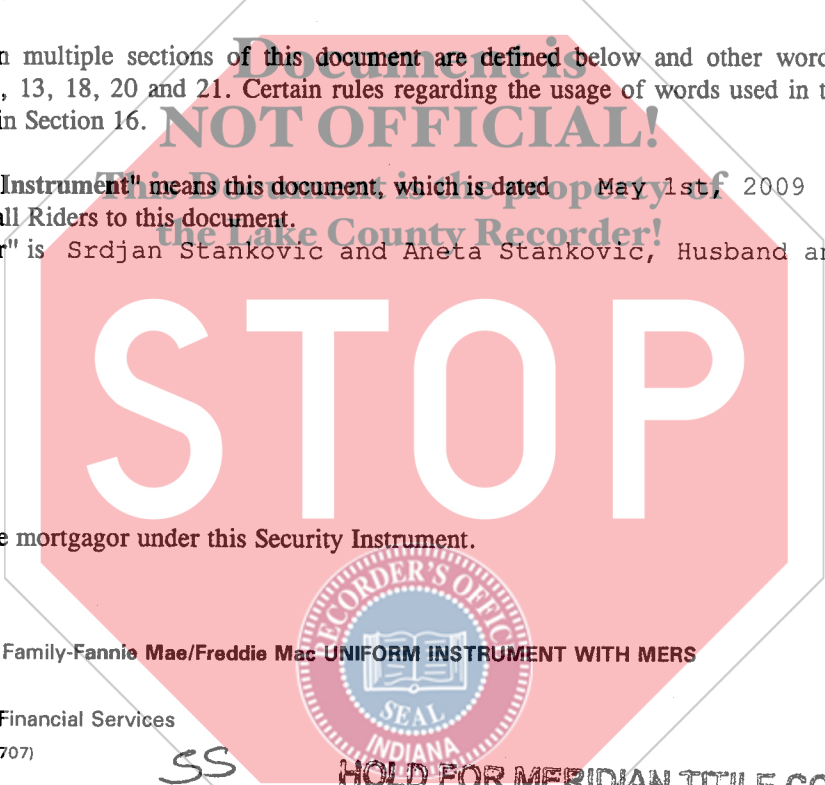 Document is
n multiple sections of this document are defined below and other word
, 13, 18, 20 and 21. Certain rules regarding the usage of words used in t
NOT OFFICIAL!
in Section 16.
This Document is the property of
Instrument" means this document, which is dated May 1st, 2009
all Riders to this document.
the Lake County Recorder!
r" is Srdjan Stankovic and Aneta Stankovic, Husband an
STOP
e mortgagor under this Security Instrument.
RECORDER'S OFFIC
Family-Fannie Mae/Freddie Mac UNIFORM INSTRUMENT WITH MERS
SEAL
INDIANA
Financial Services
707)
SS
HOLD FOR MERIDIAN TITLE CO